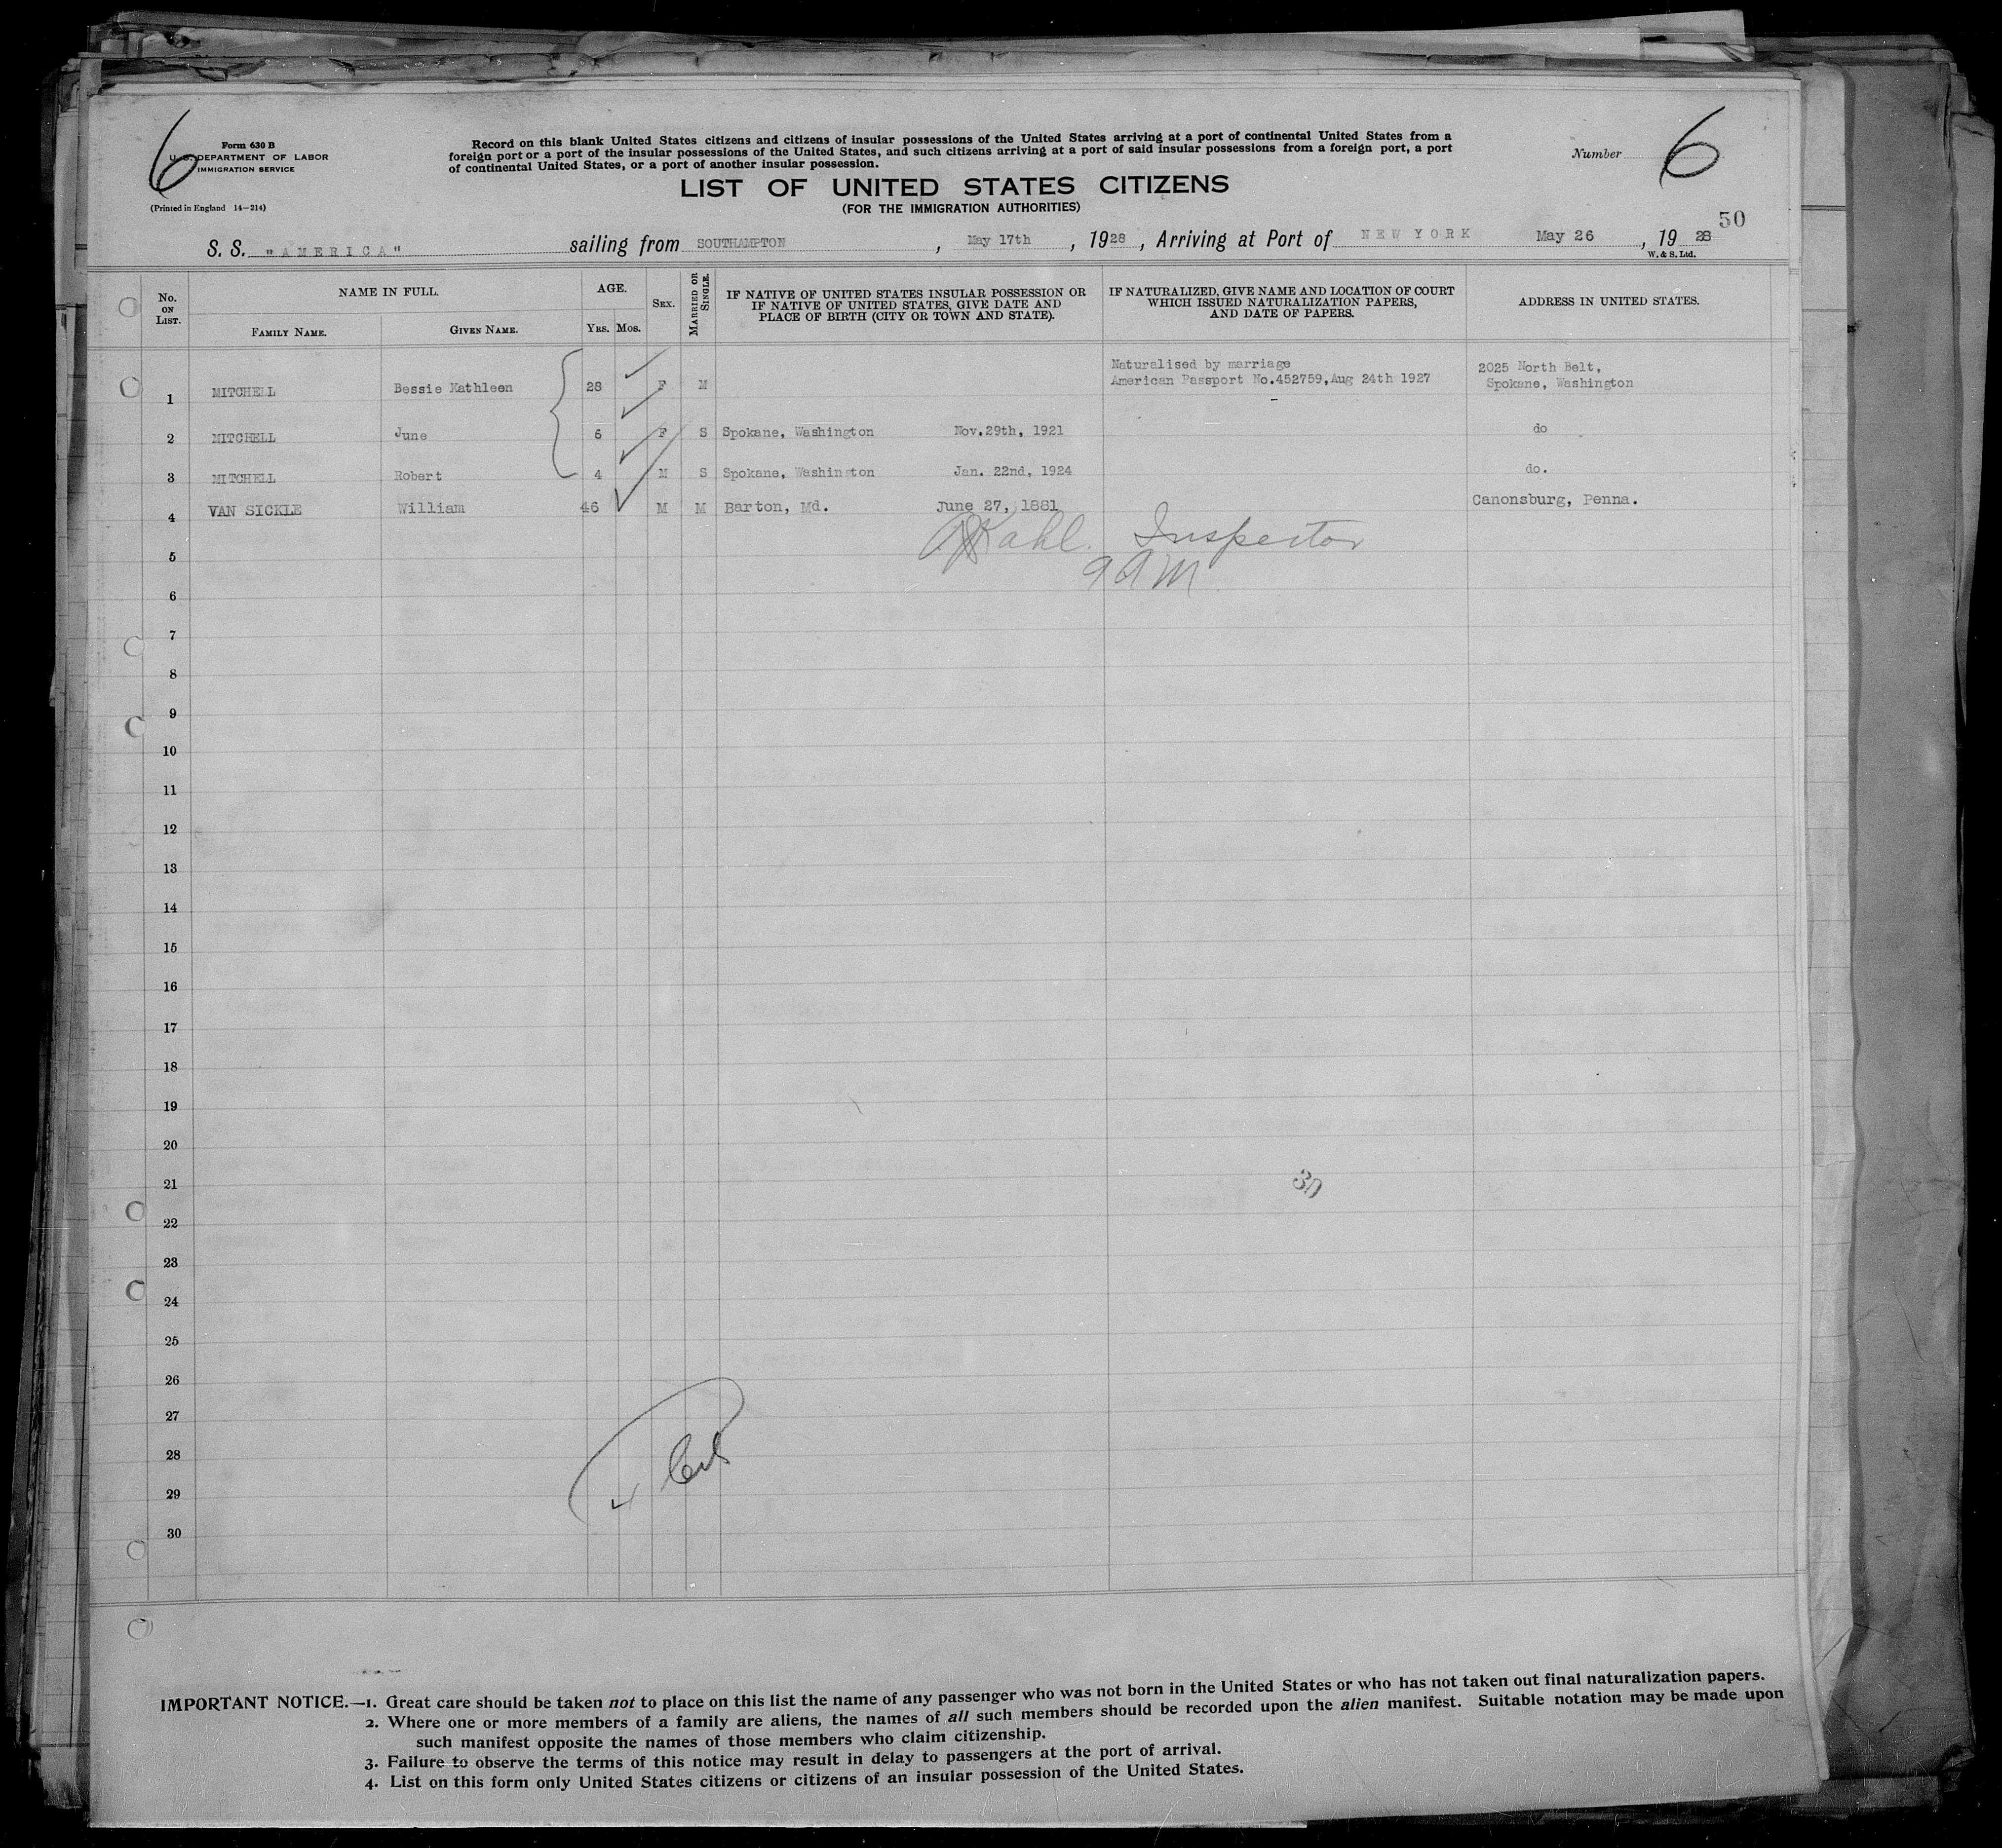 6
Form 630 B
U. S. DEPARTMENT OF LABOR
IMMIGRATION SERVICE
(Printed in England 14—214)
Record on this blank United States citizens and citizens of insular possessions of the United States arriving at a port of continental United States from a
foreign port or a port of the insular possessions of the United States, and such citizens arriving at a port of said insular possessions from a foreign port, a port
of continental United States, or a port of another insular possession.
LIST OF UNITED STATES CITIZENS
(FOR THE IMMIGRATION AUTHORITIES)
Number 6
50
S. S. "AMERICA" sailing from SOUTHAMPTON, May 17th, 1928, Arriving at Port of NEW YORK May 26, 1928
W. & S. Ltd.
No. ON LIST.
NAME IN FULL.
FAMILY NAME.
GIVEN NAME.
AGE.
YRS. MOS.
SEX.
MARRIED OR SINGLE.
IF NATIVE OF UNITED STATES INSULAR POSSESSION OR
IF NATIVE OF UNITED STATES, GIVE DATE AND
PLACE OF BIRTH (CITY OR TOWN AND STATE).
IF NATURALIZED, GIVE NAME AND LOCATION OF COURT
WHICH ISSUED NATURALIZATION PAPERS,
AND DATE OF PAPERS.
ADDRESS IN UNITED STATES.
1 MITCHELL Bessie Kathleen 28 F M Naturalised by marriage American Passport No.452759,Aug 24th 1927 2025 North Belt, Spokane, Washington
2 MITCHELL June 6 F S Spokane, Washington Nov.29th, 1921 do
3 MITCHELL Robert 4 M S Spokane, Washington Jan. 22nd, 1924 do.
4 VAN SICKLE William 46 M M Barton, Md. June 27, 1881 Canonsburg, Penna.
Kahl. Inspector
5
9 AM
6
7
8
9
10
11
12
13
14
15
16
17
18
19
20
21
30
22
23
24
25
26
27
28
29
30
IMPORTANT NOTICE.—1. Great care should be taken not to place on this list the name of any passenger who was not born in the United States or who has not taken out final naturalization papers.
2. Where one or more members of a family are aliens, the names of all such members should be recorded upon the alien manifest. Suitable notation may be made upon
such manifest opposite the names of those members who claim citizenship.
3. Failure to observe the terms of this notice may result in delay to passengers at the port of arrival.
4. List on this form only United States citizens or citizens of an insular possession of the United States.